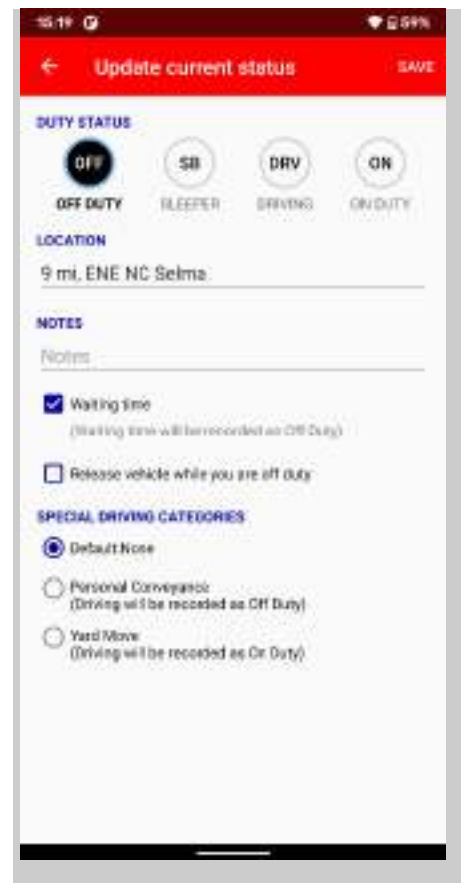 15:19 59%
Update current status SAVE
DUTY STATUS
OFF SB DRV ON
OFF DUTY SLEEPER DRIVING ON DUTY
LOCATION
9 mi, ENE NC Selma
NOTES
Notes
Waiting time
(Waiting time will be recorded as Off Duty)
Release vehicle while you are off duty
SPECIAL DRIVING CATEGORIES
Default None
Personal Conveyance
(Driving will be recorded as Off Duty)
Yard Move
(Driving will be recorded as On Duty)